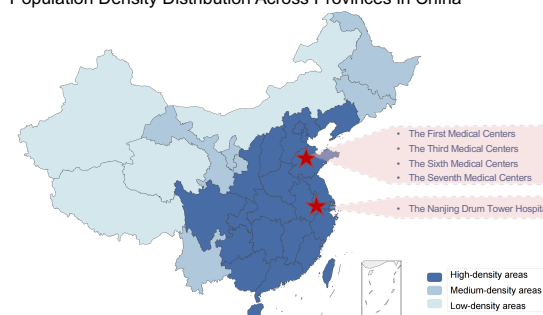 Population Density Distribution Across Provinces in China
• The First Medical Centers
• The Third Medical Centers
• The Sixth Medical Centers
• The Seventh Medical Centers
• The Nanjing Drum Tower Hospita
High-density areas
Medium-density areas
Low-density areas